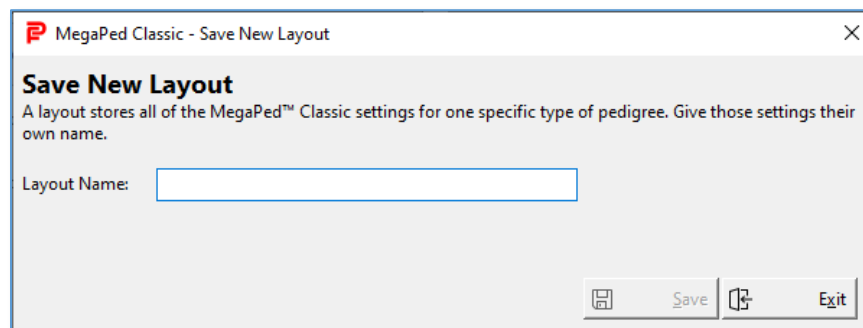 MegaPed Classic - Save New Layout
Save New Layout
A layout stores all of the MegaPed™ Classic settings for one specific type of pedigree. Give those settings their
own name.
Layout Name:
Save
Exit